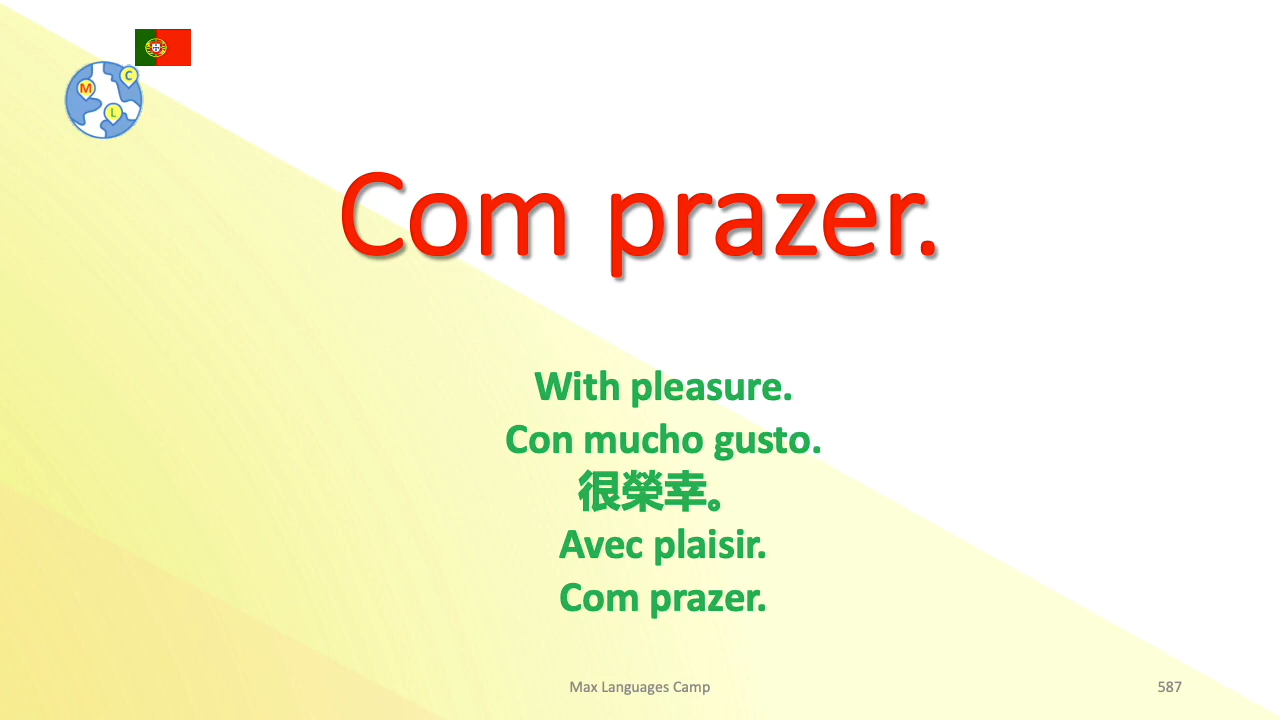 C
M
L
Com prazer.
With pleasure.
Con mucho gusto.
很榮幸。
Avec plaisir.
Com prazer.
Max Languages Camp
587